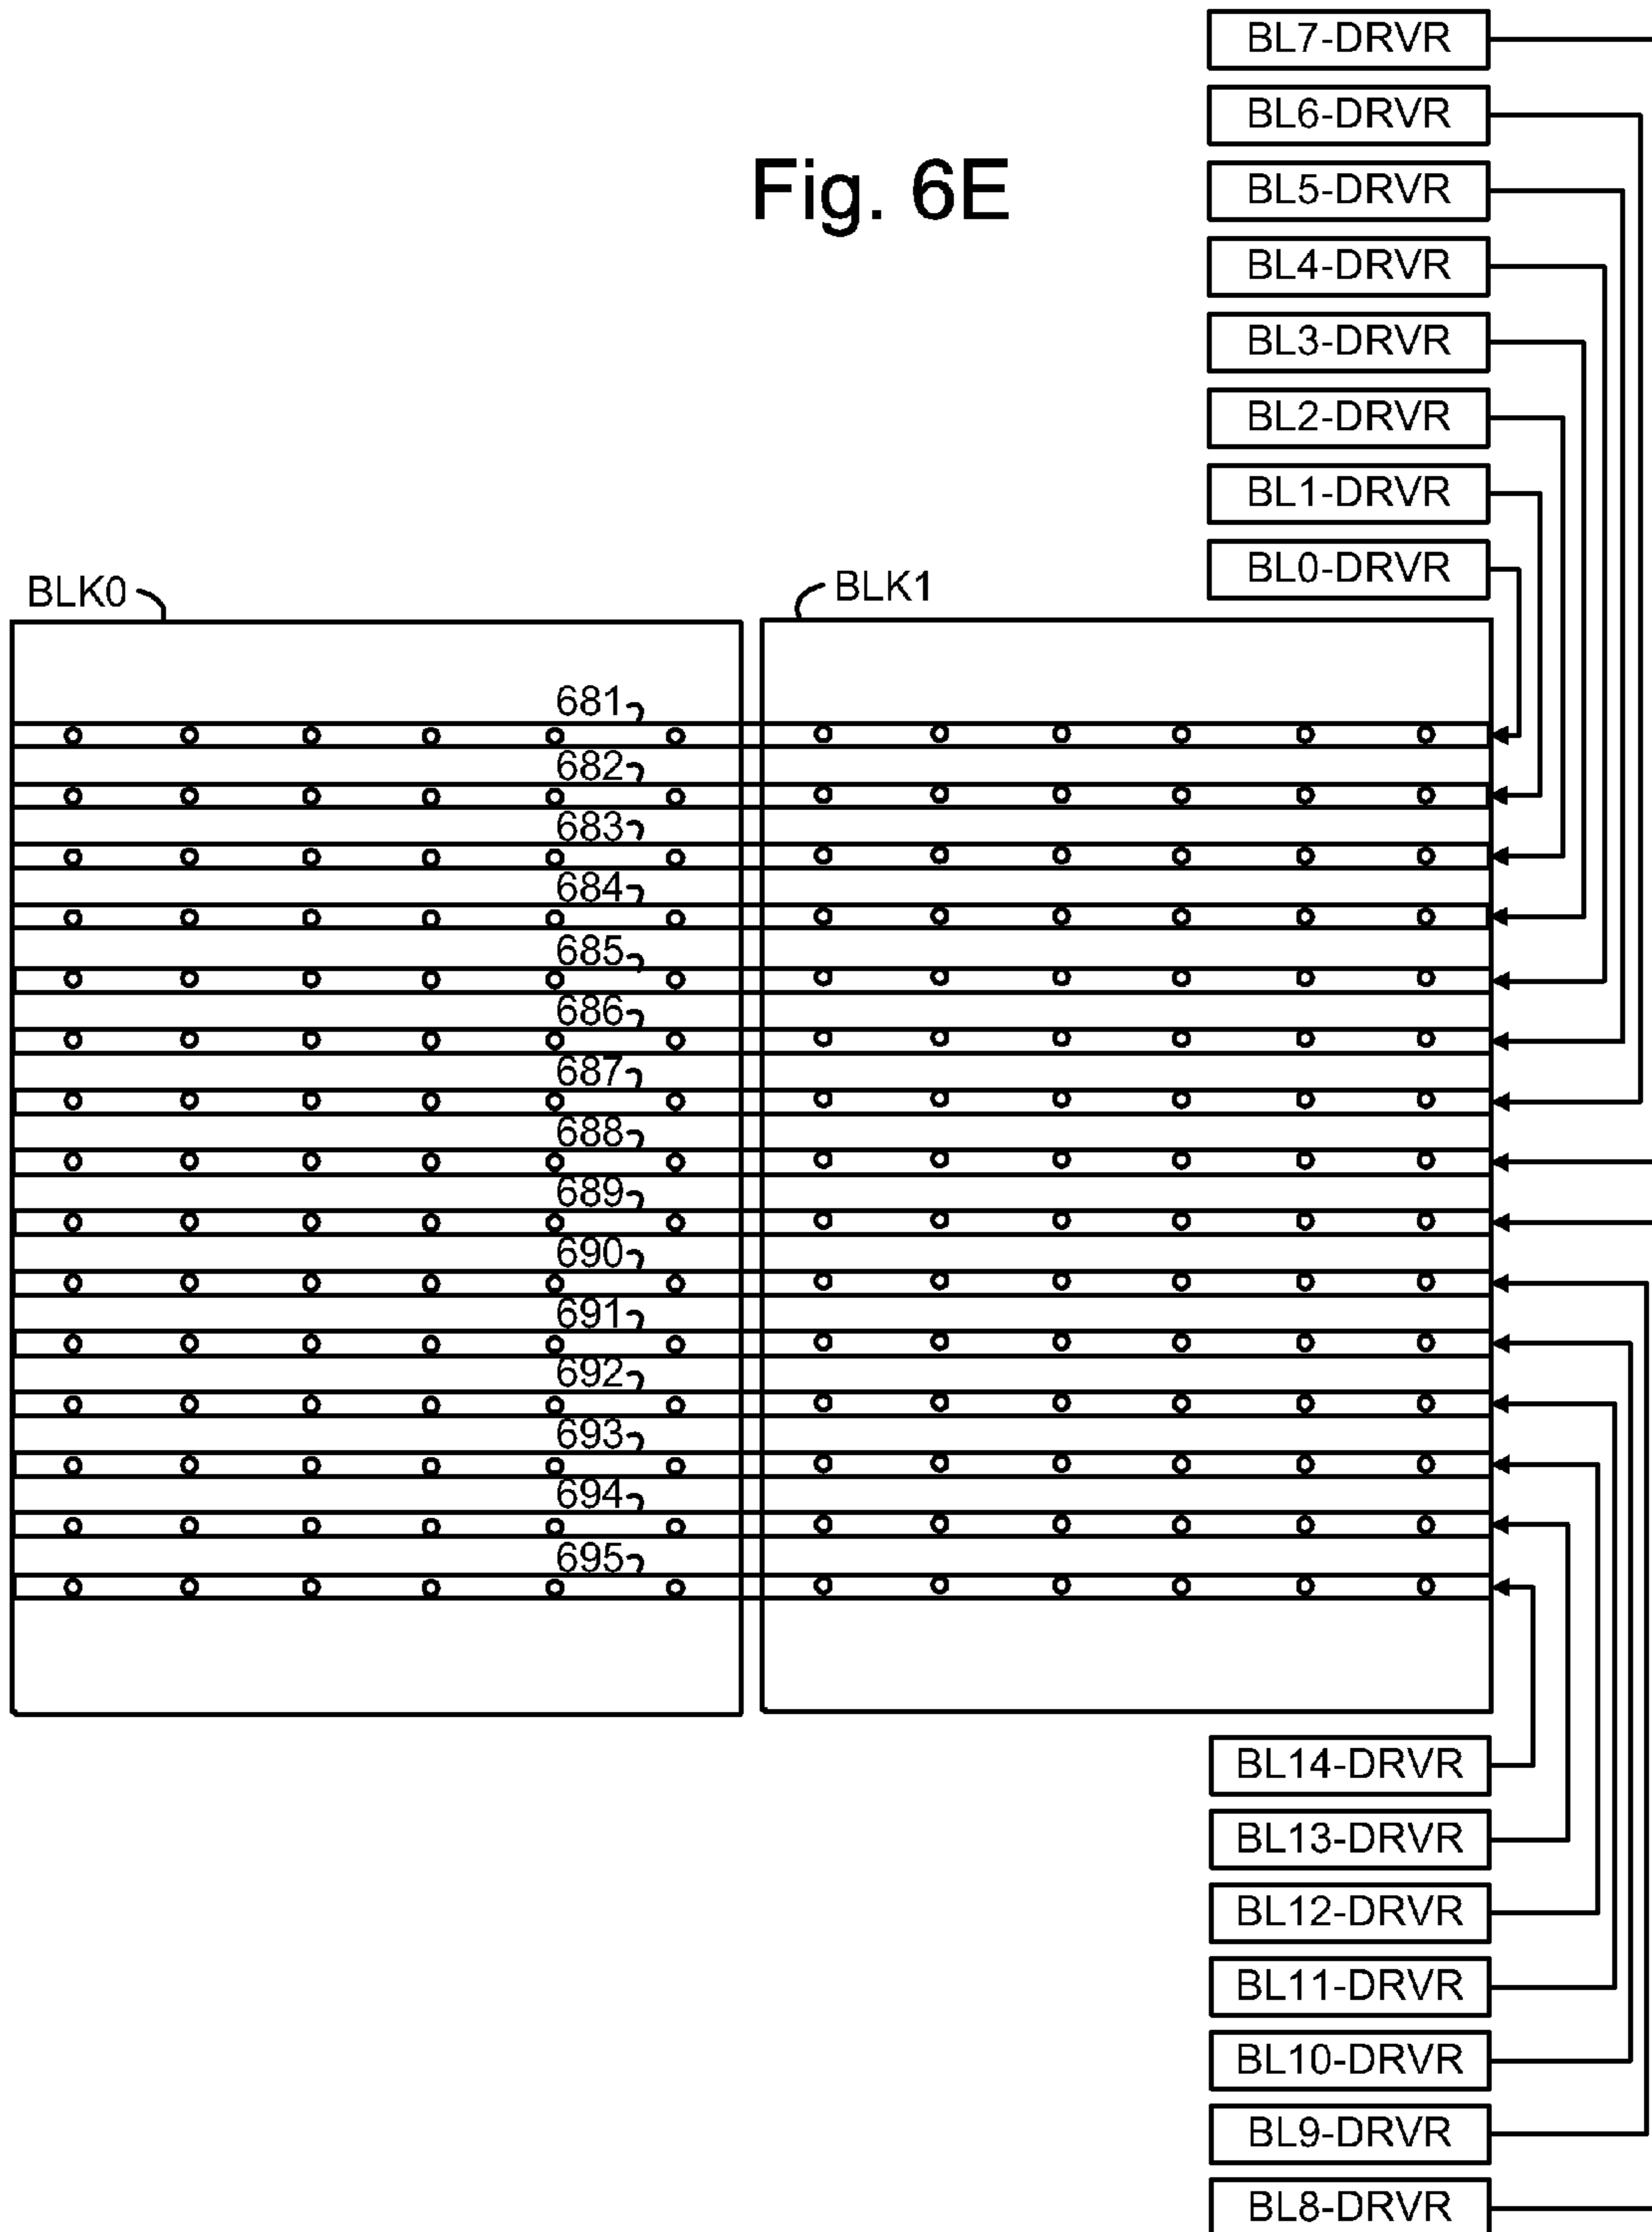 BL7-DRVR
BL6-DRVR
Fig. 6E
BL5-DRVR
BL4-DRVR
BL3-DRVR
BL2-DRVR
BL1-DRVR
BL0-DRVR
BLK0
BLK1
681
682
683
684
685
686
687
688
689
690
691
692
693
694
695
BL14-DRVR
BL13-DRVR
BL12-DRVR
BL11-DRVR
BL10-DRVR
BL9-DRVR
BL8-DRVR